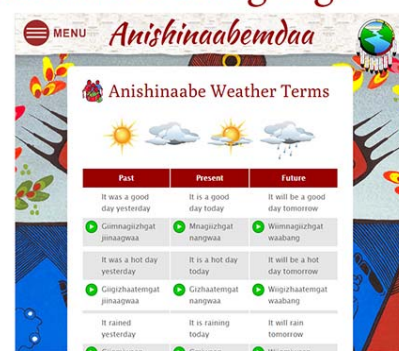 MENU Anishinaabemdaa
Anishinaabe Weather Terms
Past Present Future
It was a good day yesterday
It is a good day today
It will be a good day tomorrow
Giimnagiizhgat jiinaagwaa
Mnagiizhgat nangwaa
Wiimnagiizhgat waabang
It was a hot day yesterday
It is a hot day today
It will be a hot day tomorrow
Giigizhaatemgat jiinaagwaa
Gizhaatemgat nangwaa
Wiigizhaatemgat waabang
It rained yesterday
It is raining today
It will rain tomorrow